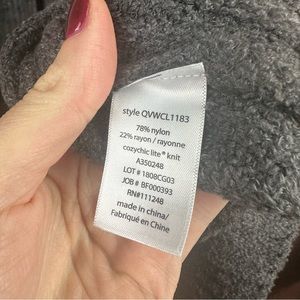 style QVWCL1183
78% nylon
22% rayon / rayonne
cozychic lite® knit
A350248
LOT # 1808CG03
JOB # BF000393
RN#111248
made in china/
Fabriqué en Chine